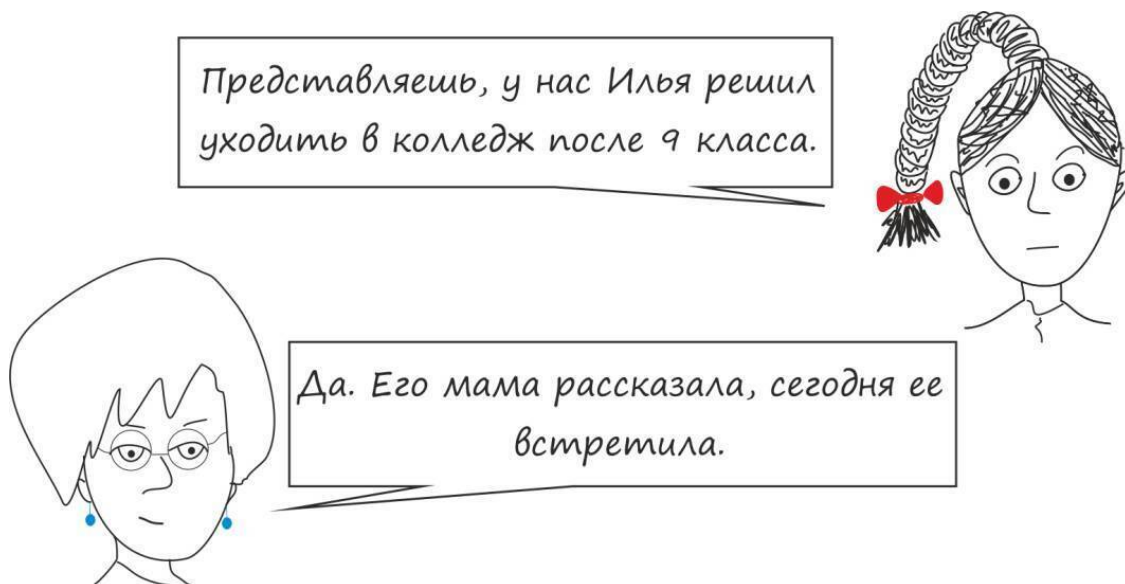 Представляешь, у нас Илья решил
уходить в колледж после 9 класса.
Да. Его мама рассказала, сегодня ее
встретила.